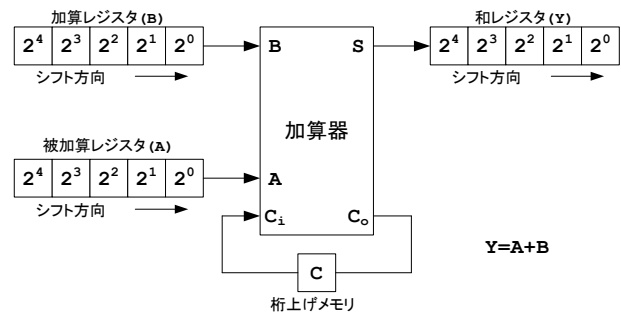 加算レジスタ(B)
2⁴ 2³ 2² 2¹ 2⁰
シフト方向
和レジスタ(Y)
2⁴ 2³ 2² 2¹ 2⁰
シフト方向
B S
加算器
被加算レジスタ(A)
2⁴ 2³ 2² 2¹ 2⁰
シフト方向
A
Cᵢ Cₒ
C
桁上げメモリ
Y=A+B